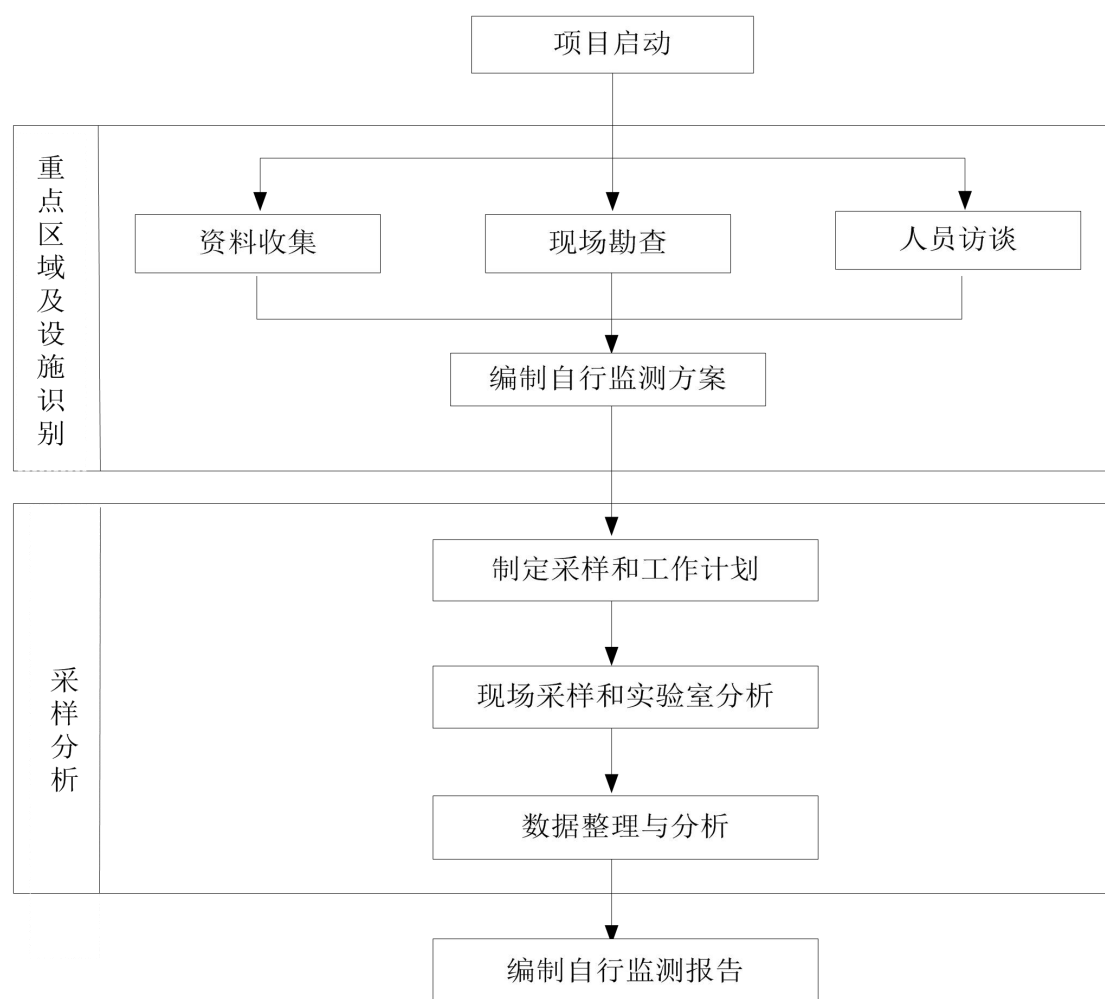 项目启动
重点区域及设施识别
资料收集
现场勘查
人员访谈
编制自行监测方案
采样分析
制定采样和工作计划
现场采样和实验室分析
数据整理与分析
编制自行监测报告